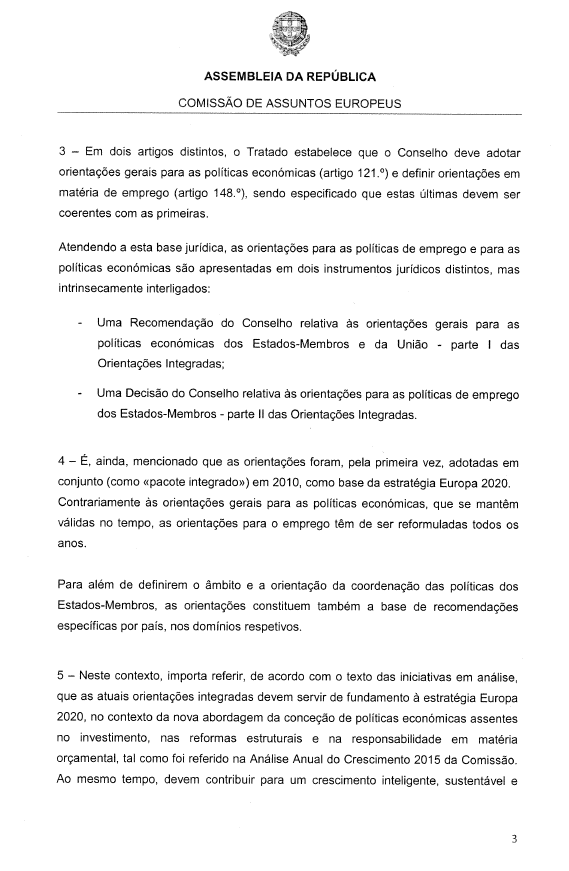 ASSEMBLEIA DA REPÚBLICA
COMISSÃO DE ASSUNTOS EUROPEUS
3 – Em dois artigos distintos, o Tratado estabelece que o Conselho deve adotar
orientações gerais para as políticas económicas (artigo 121.º) e definir orientações em
matéria de emprego (artigo 148.º), sendo especificado que estas últimas devem ser
coerentes com as primeiras.
Atendendo a esta base jurídica, as orientações para as políticas de emprego e para as
políticas económicas são apresentadas em dois instrumentos jurídicos distintos, mas
intrinsecamente interligados:
- Uma Recomendação do Conselho relativa às orientações gerais para as
políticas económicas dos Estados-Membros e da União - parte I das
Orientações Integradas;
- Uma Decisão do Conselho relativa às orientações para as políticas de emprego
dos Estados-Membros - parte II das Orientações Integradas.
4 – É, ainda, mencionado que as orientações foram, pela primeira vez, adotadas em
conjunto (como «pacote integrado») em 2010, como base da estratégia Europa 2020.
Contrariamente às orientações gerais para as políticas económicas, que se mantêm
válidas no tempo, as orientações para o emprego têm de ser reformuladas todos os
anos.
Para além de definirem o âmbito e a orientação da coordenação das políticas dos
Estados-Membros, as orientações constituem também a base de recomendações
específicas por país, nos domínios respetivos.
5 – Neste contexto, importa referir, de acordo com o texto das iniciativas em análise,
que as atuais orientações integradas devem servir de fundamento à estratégia Europa
2020, no contexto da nova abordagem da conceção de políticas económicas assentes
no investimento, nas reformas estruturais e na responsabilidade em matéria
orçamental, tal como foi referido na Análise Anual do Crescimento 2015 da Comissão.
Ao mesmo tempo, devem contribuir para um crescimento inteligente, sustentável e
3